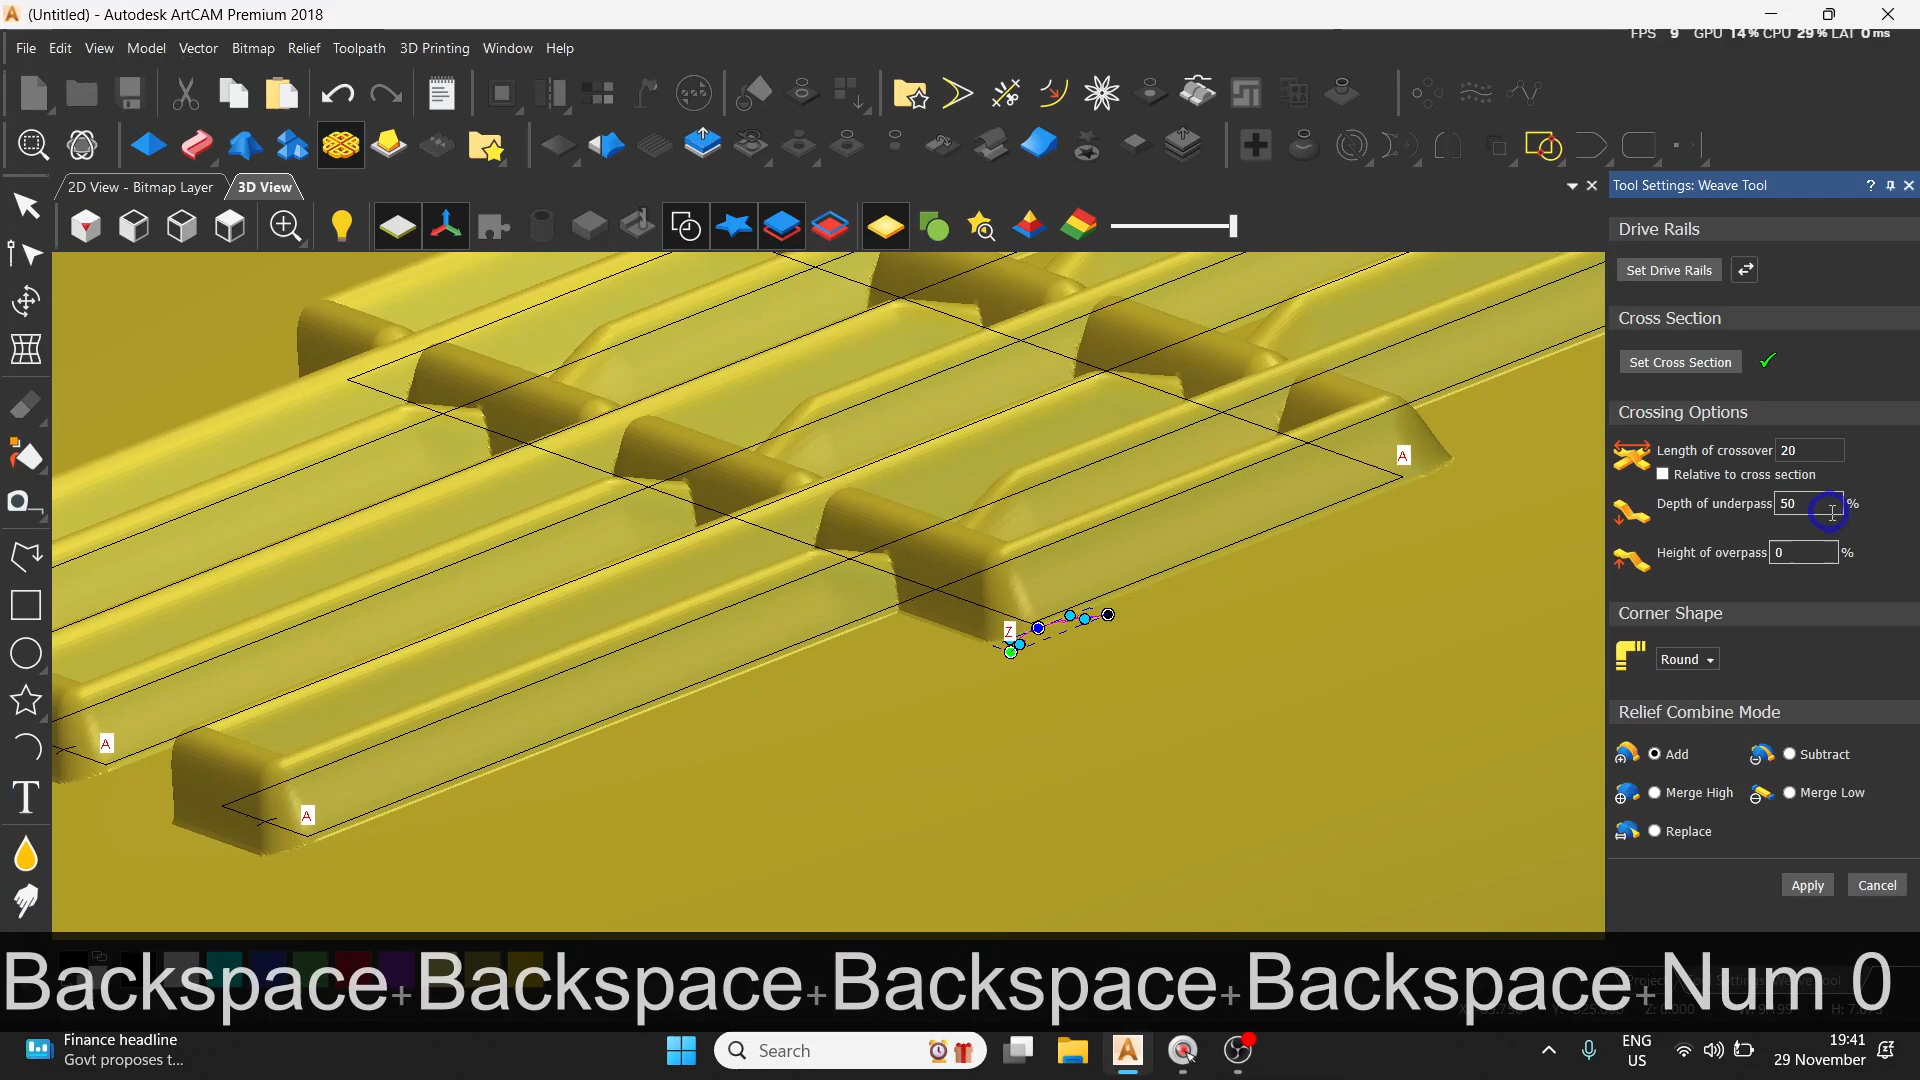 (Untitled) - Autodesk ArtCAM Premium 2018
FPS 9 GPU 14% CPU 29% LAT 0 ms
File Edit View Model Vector Bitmap Relief Toolpath 3D Printing Window Help
2D View - Bitmap Layer 3D View
Tool Settings: Weave Tool
Drive Rails
Set Drive Rails
Cross Section
Set Cross Section
Crossing Options
Length of crossover 20
Relative to cross section
Depth of underpass 50 %
Height of overpass 0 %
Corner Shape
Round
Relief Combine Mode
Add Subtract
Merge High Merge Low
Replace
Apply Cancel
A
Z
A
A
Backspace+Backspace+Backspace+Backspace+Num 0
Finance headline
Govt proposes t...
Search
ENG
US
19:41
29 November